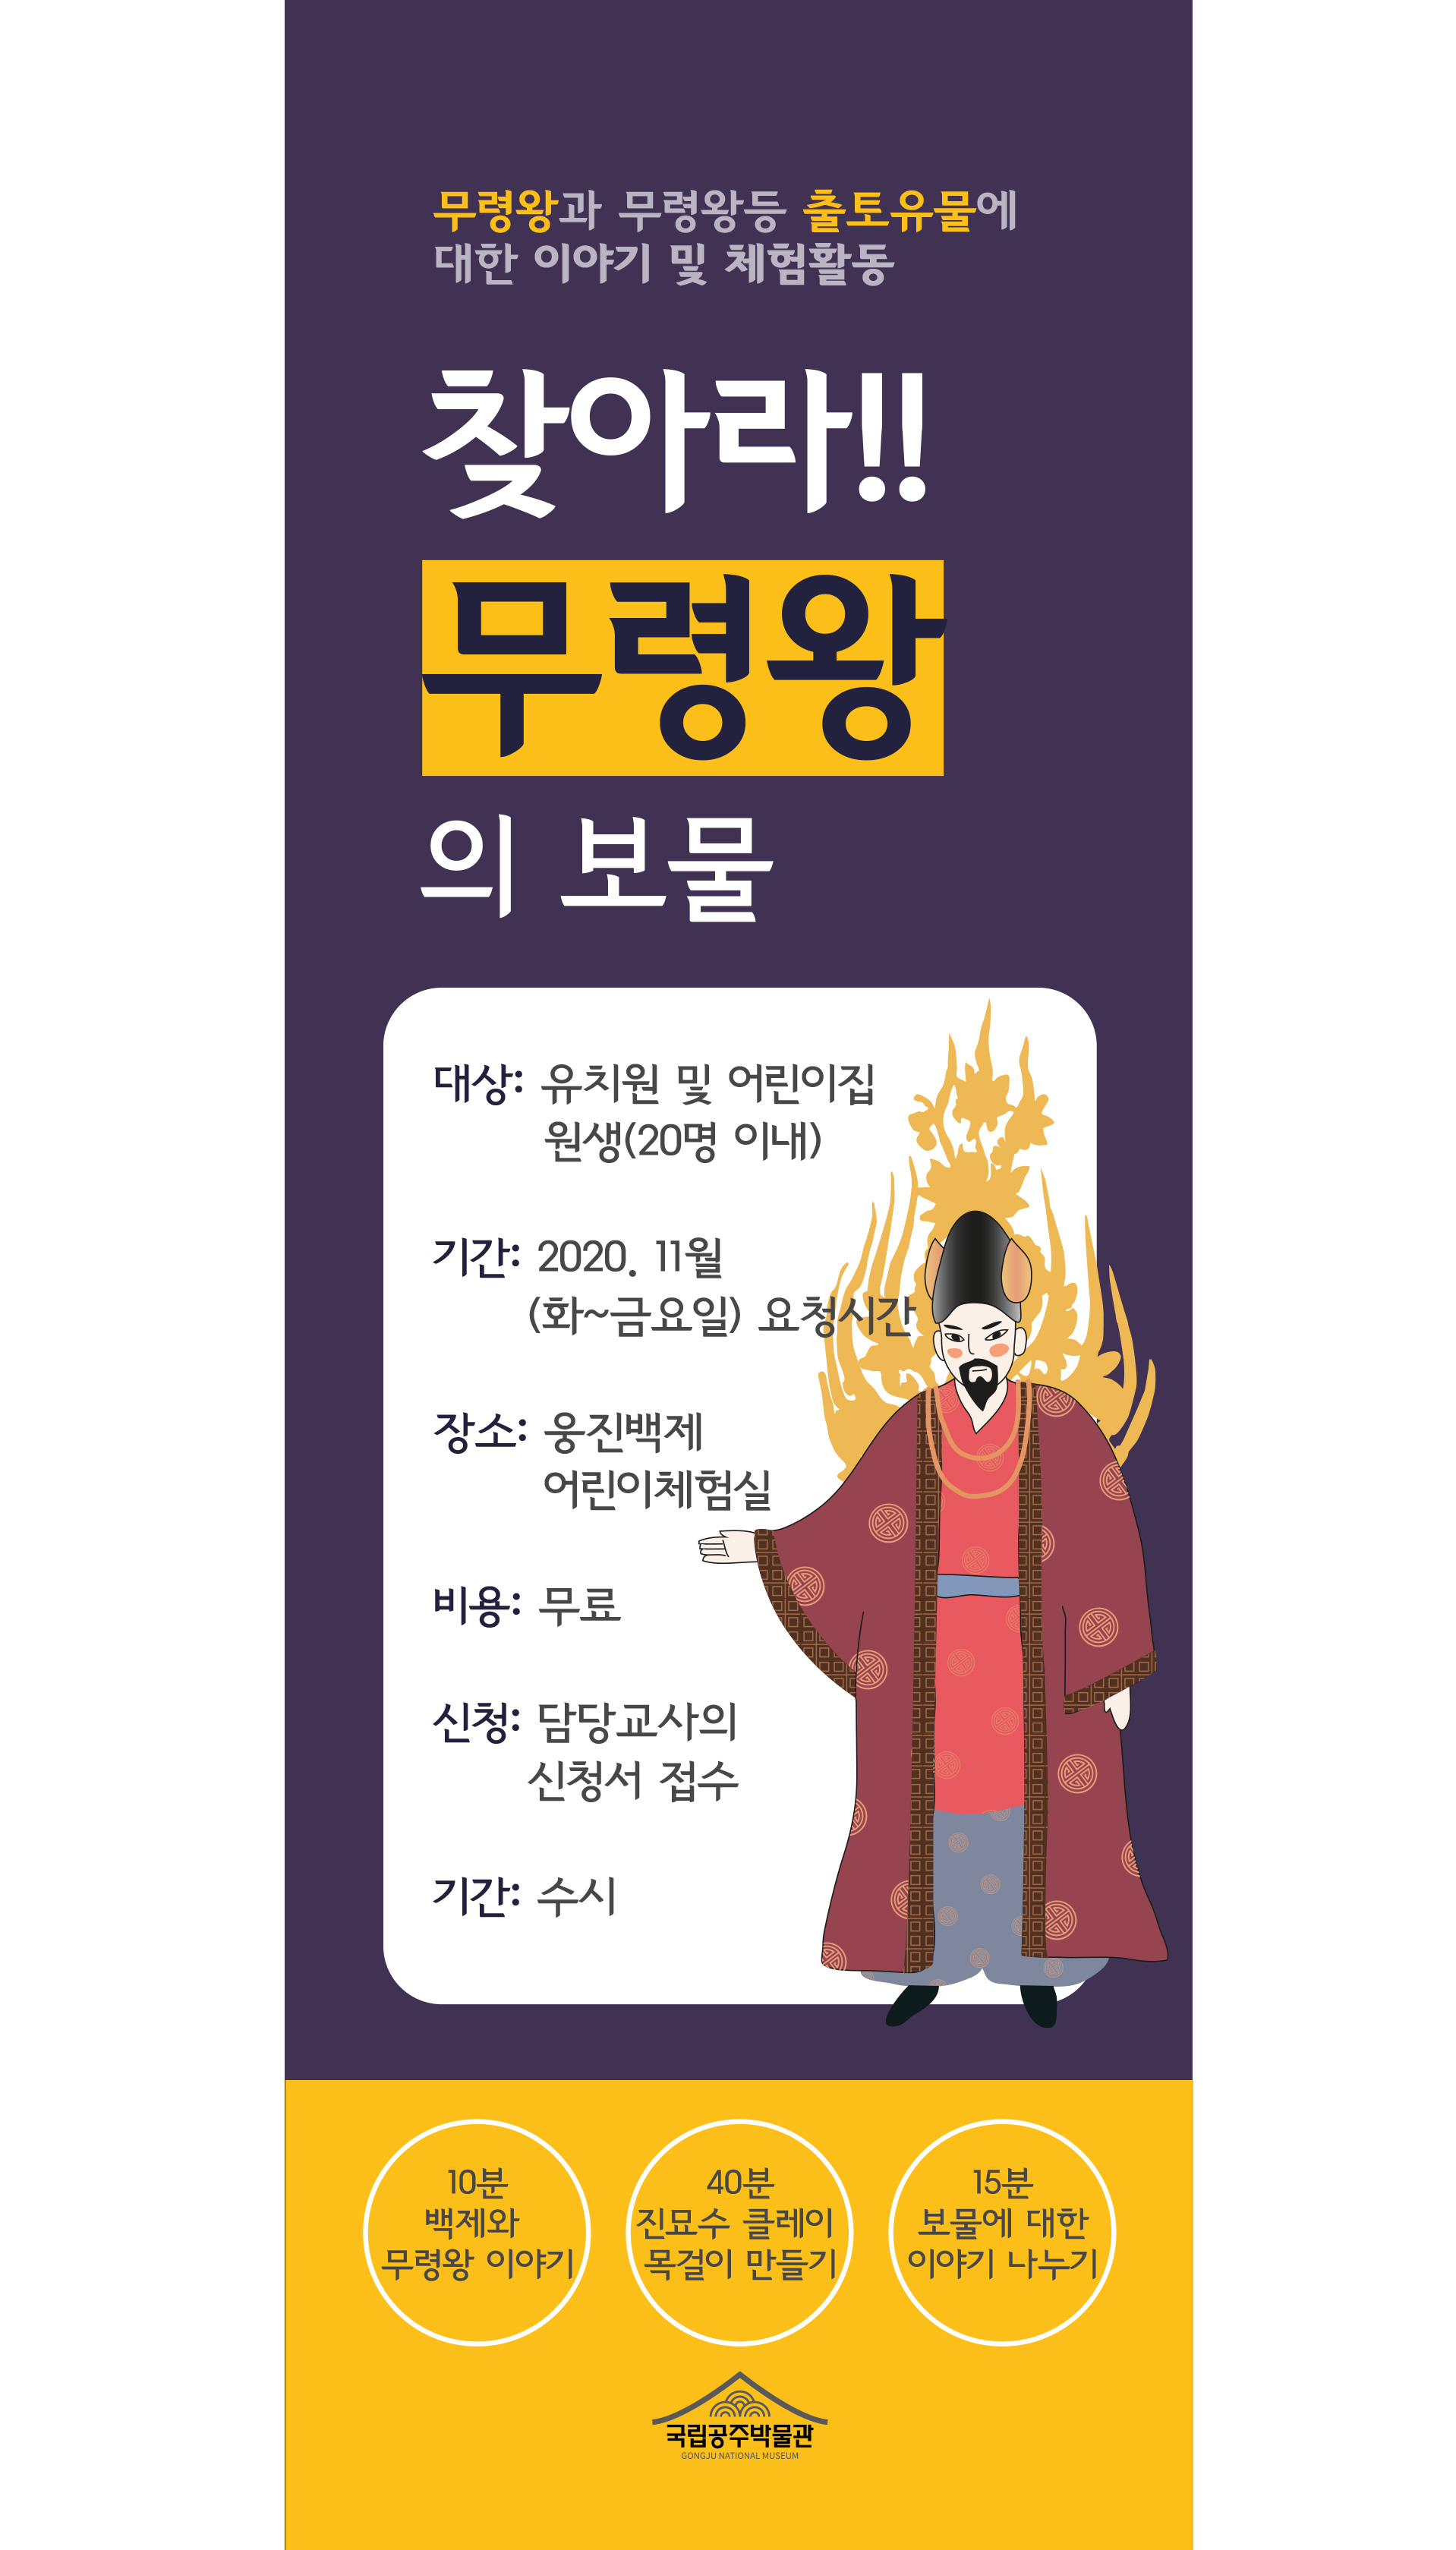 무령왕과 무령왕등 출토유물에
대한 이야기 및 체험활동
찾아라!!
무령왕
의 보물
대상: 유치원 및 어린이집
원생(20명 이내)
기간: 2020. 11월
(화~금요일) 요청시간
장소: 웅진백제
어린이체험실
비용: 무료
신청: 담당교사의
신청서 접수
기간: 수시
10분
백제와
무령왕 이야기
40분
진묘수 클레이
목걸이 만들기
15분
보물에 대한
이야기 나누기
국립공주박물관
GONGJU NATIONAL MUSEUM